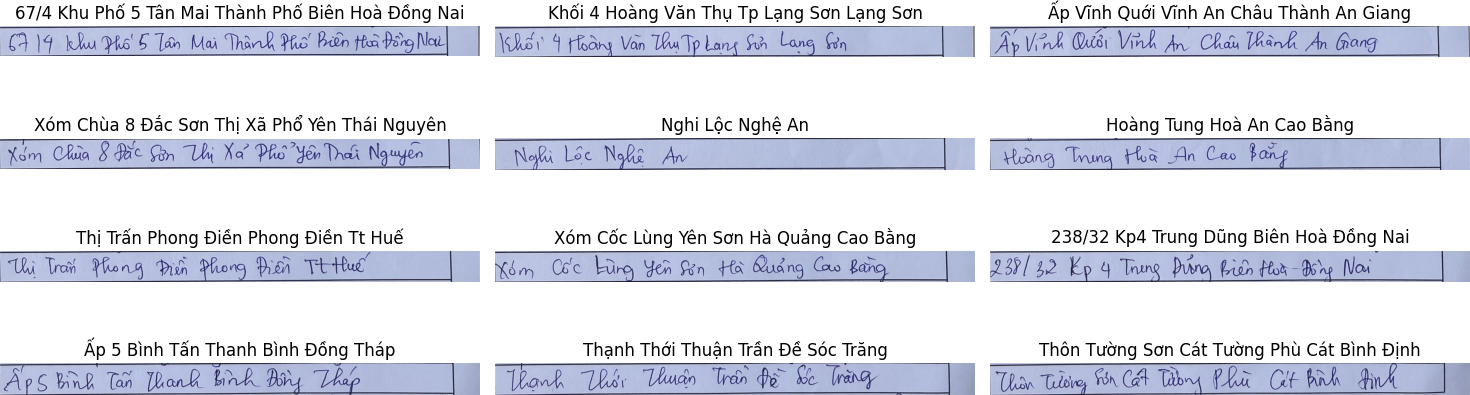 67/4 Khu Phố 5 Tân Mai Thành Phố Biên Hoà Đồng Nai
67/4 Khu Phố 5 Tân Mai Thành Phố Biên Hoà Đồng Nai
Khối 4 Hoàng Văn Thụ Tp Lạng Sơn Lạng Sơn
Khối 4 Hoàng Văn Thụ Tp Lạng Sơn Lạng Sơn
Ấp Vĩnh Quới Vĩnh An Châu Thành An Giang
Ấp Vĩnh Quới Vĩnh An Châu Thành An Giang
Xóm Chùa 8 Đắc Sơn Thị Xã Phổ Yên Thái Nguyên
Xóm Chùa 8 Đắc Sơn Thị Xã Phổ Yên Thái Nguyên
Nghi Lộc Nghệ An
Nghi Lộc Nghệ An
Hoàng Tung Hoà An Cao Bằng
Hoàng Tung Hoà An Cao Bằng
Thị Trấn Phong Điền Phong Điền Tt Huế
Thị Trấn Phong Điền Phong Điền Tt Huế
Xóm Cốc Lùng Yên Sơn Hà Quảng Cao Bằng
Xóm Cốc Lùng Yên Sơn Hà Quảng Cao Bằng
238/32 Kp4 Trung Dũng Biên Hoà Đồng Nai
238/32 Kp 4 Trung Dũng Biên Hoà - Đồng Nai
Ấp 5 Bình Tấn Thanh Bình Đồng Tháp
Ấp 5 Bình Tấn Thanh Bình Đồng Tháp
Thạnh Thới Thuận Trần Đề Sóc Trăng
Thạnh Thới Thuận Trần Đề Sóc Trăng
Thôn Tường Sơn Cát Tường Phù Cát Bình Định
Thôn Tường Sơn Cát Tường Phù Cát Bình Định